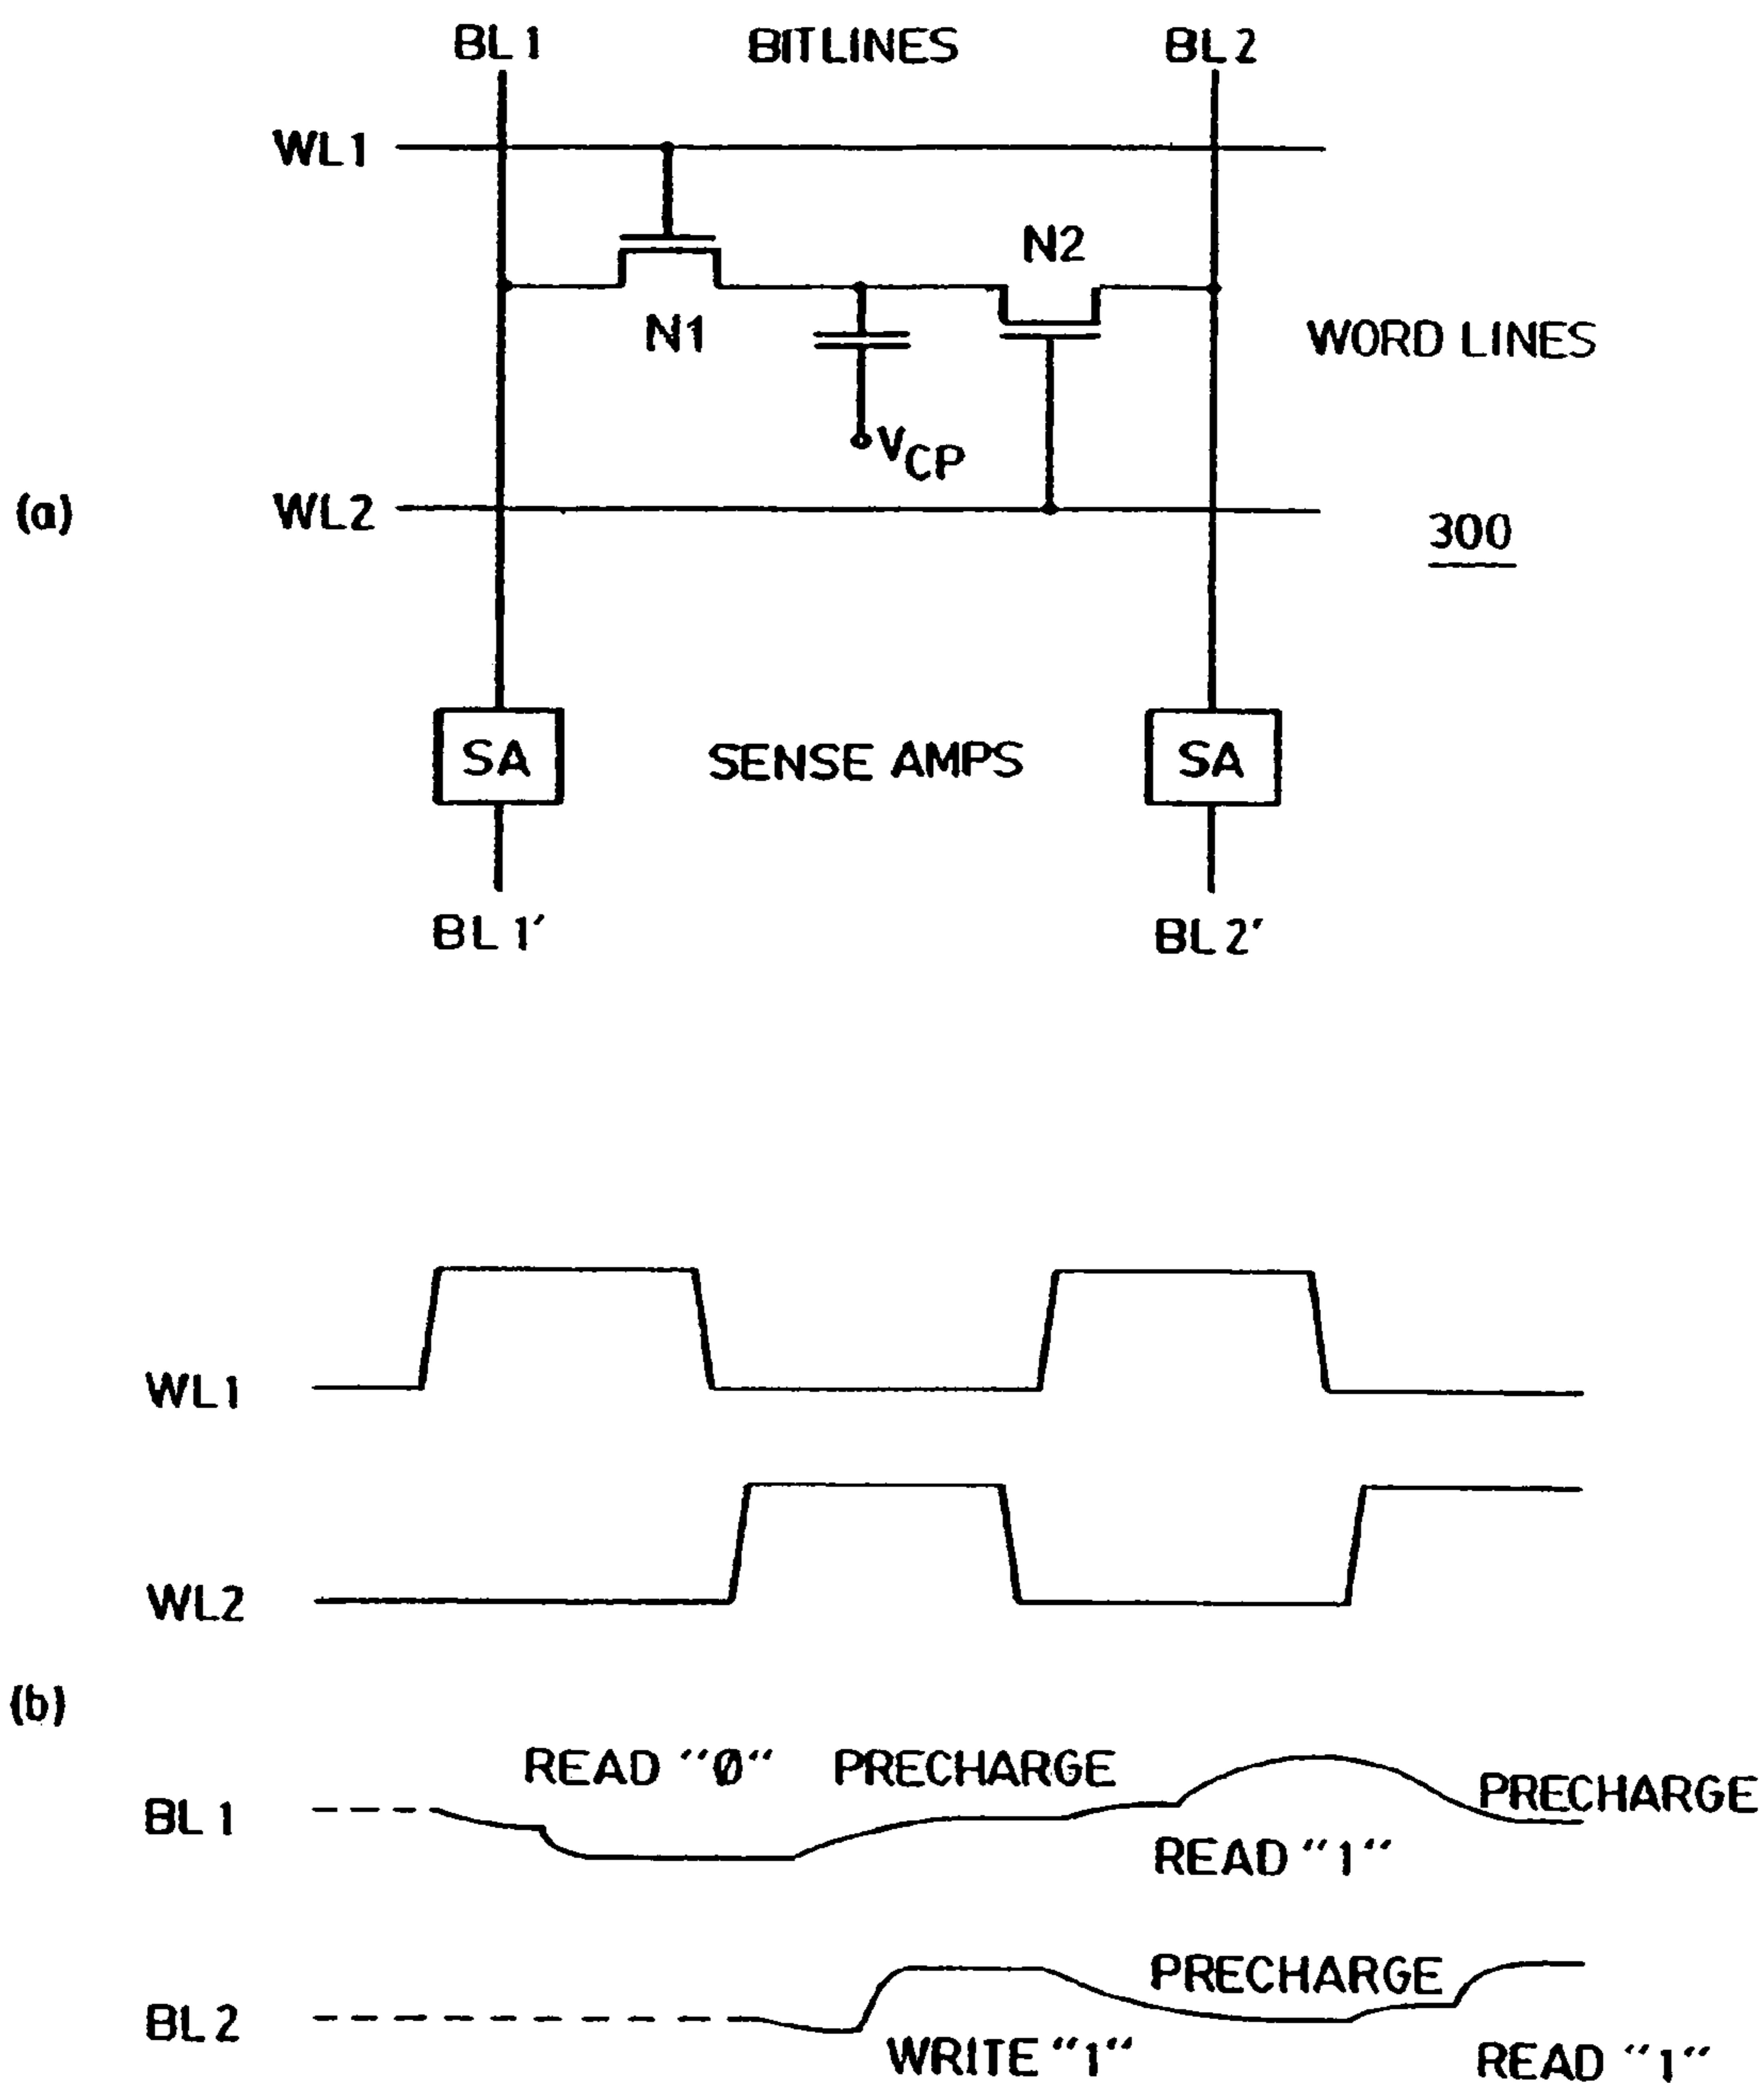 BL1 BITLINES BL2
WL1
N2
N1
WORD LINES
VCP
(a) WL2
300
SA SENSE AMPS SA
BL1′ BL2′
WL1
WL2
(b)
READ "0" PRECHARGE
PRECHARGE
BL1
READ "1"
PRECHARGE
BL2
WRITE "1"
READ "1"